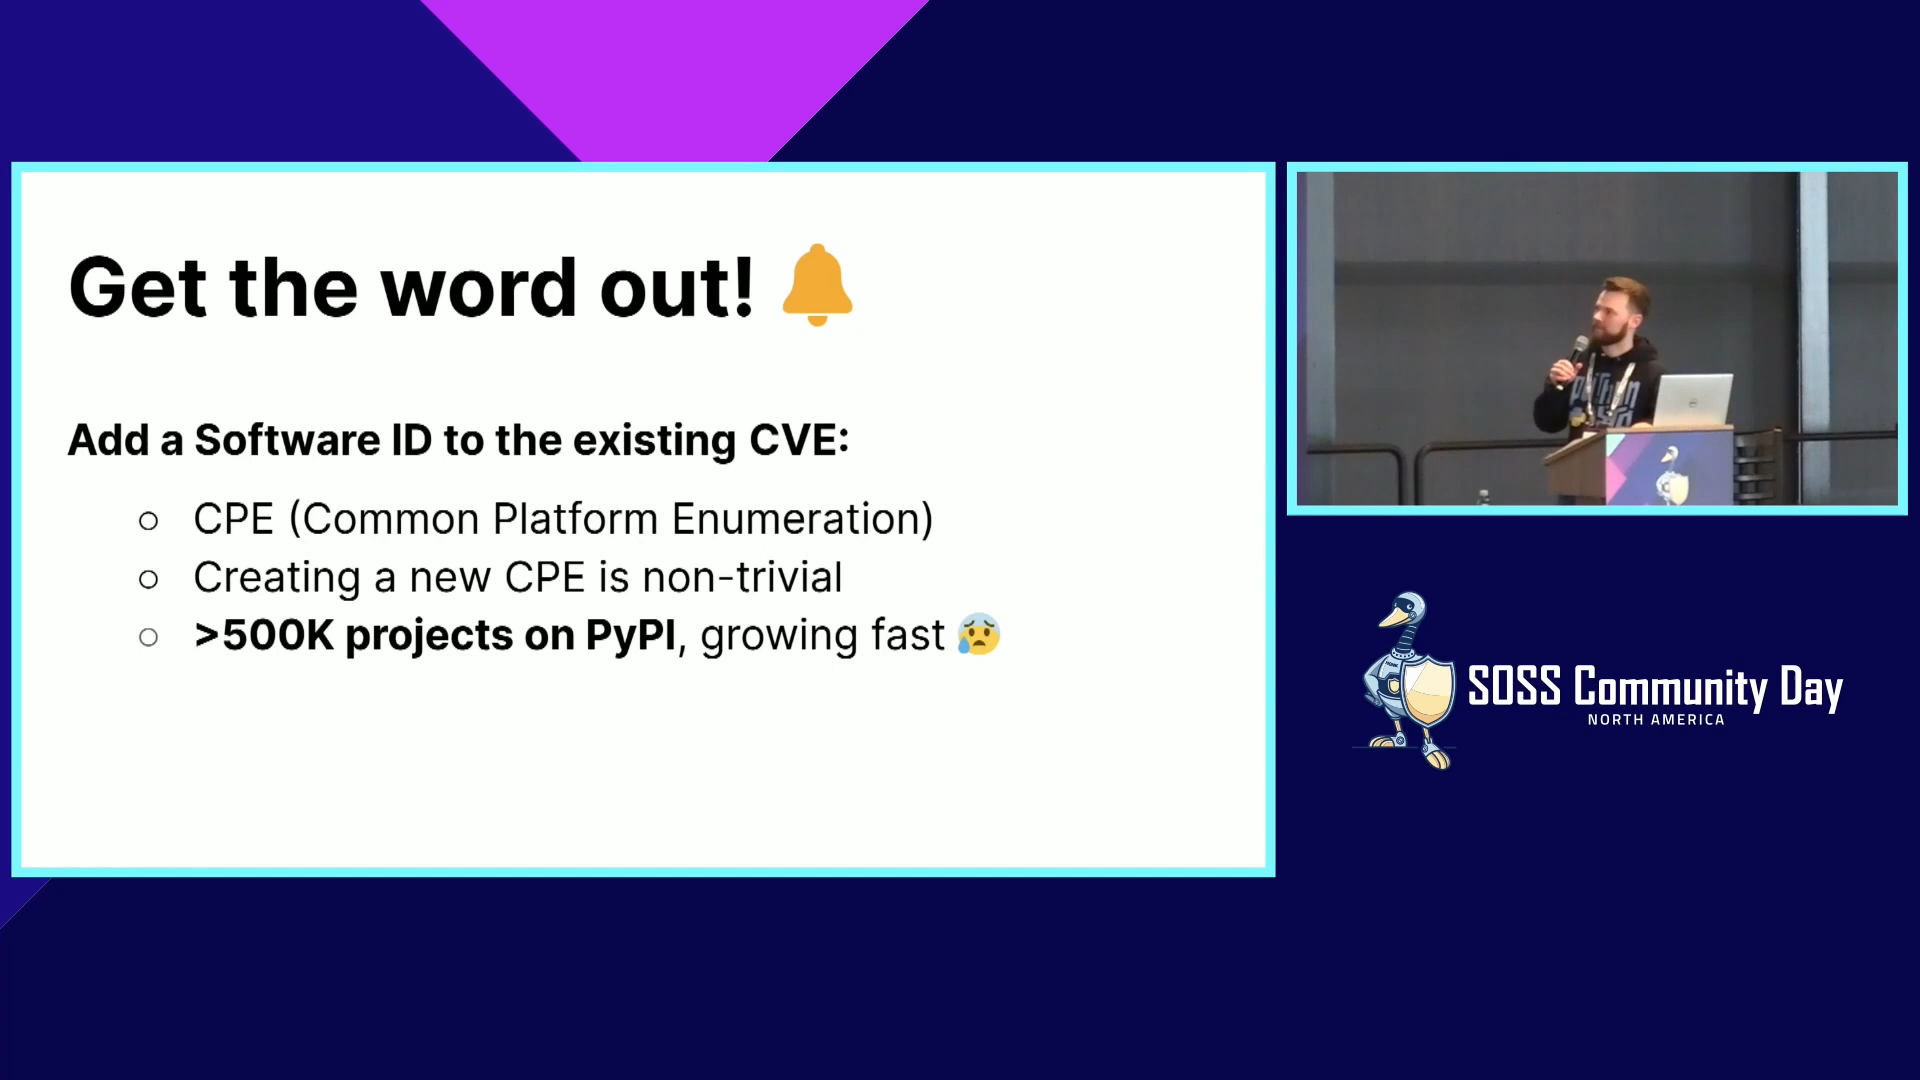 Get the word out! 🔔
Add a Software ID to the existing CVE:
○ CPE (Common Platform Enumeration)
○ Creating a new CPE is non-trivial
○ >500K projects on PyPI, growing fast 😰
python
SOSS Community Day
NORTH AMERICA